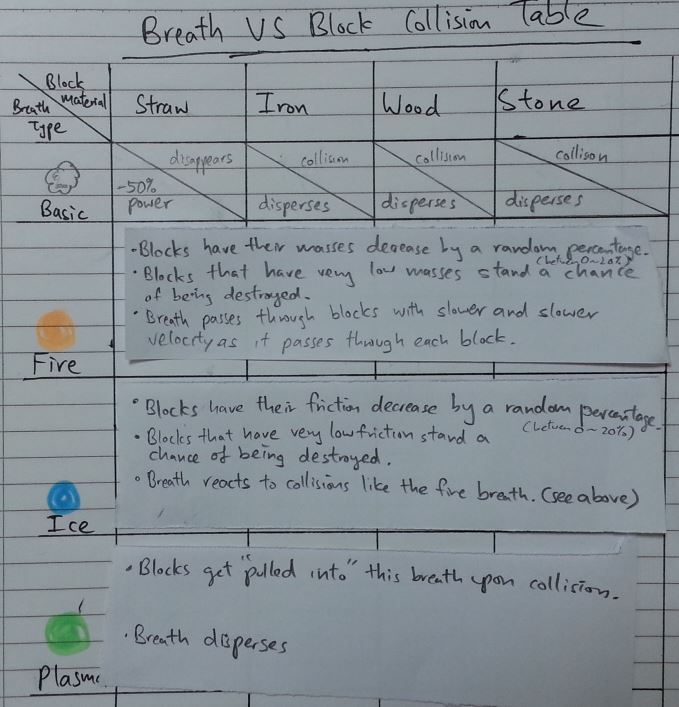 Breath VS Block Collision Table
Block
Material
Breath
Type
Straw
Iron
Wood
Stone
Basic
disappears
-50%
power
collision
disperses
collision
disperses
collison
disperses
Fire
• Blocks have their masses decrease by a random percentage.
(between 0~20%)
• Blocks that have very low masses stand a chance
of being destroyed.
• Breath passes through blocks with slower and slower
velocity as it passes through each block.
Ice
• Blocks have their friction decrease by a random percentage.
(between 0~20%)
• Blocks that have very low friction stand a
chance of being destroyed.
• Breath reacts to collisions like the fire breath. (see above)
Plasma
• Blocks get "pulled into" this breath upon collision.
• Breath disperses